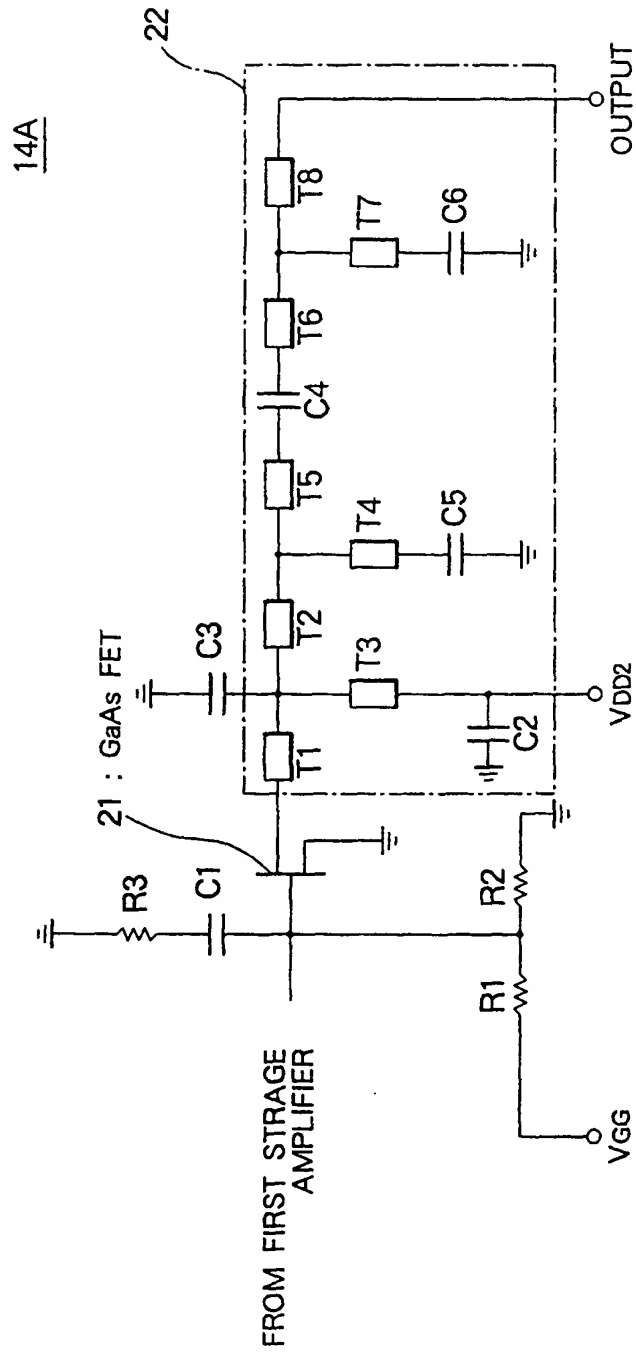 14A
22
21 : GaAs FET
R3
C1
C3
T1
T2
T5
C4
T6
T8
T3
T4
T7
C2
C5
C6
FROM FIRST STRAGE
AMPLIFIER
R1
R2
VGG
VDD2
OUTPUT